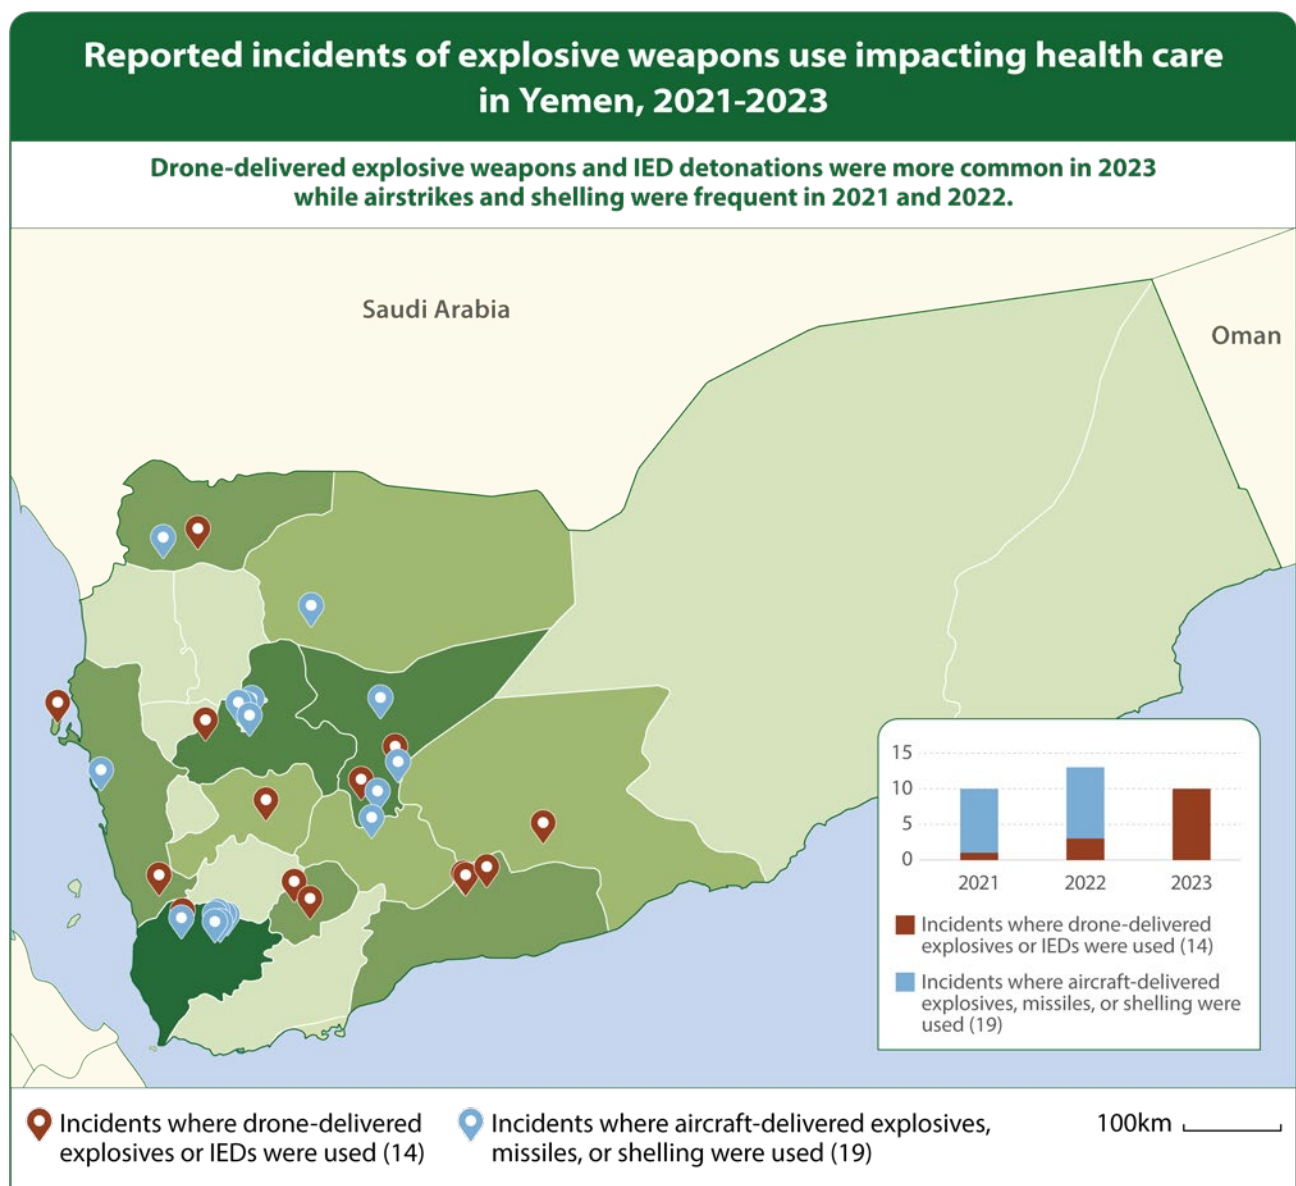 Reported incidents of explosive weapons use impacting health care
in Yemen, 2021-2023
Drone-delivered explosive weapons and IED detonations were more common in 2023
while airstrikes and shelling were frequent in 2021 and 2022.
Saudi Arabia
Oman
15
10
5
0
2021
2022
2023
Incidents where drone-delivered
explosives or IEDs were used (14)
Incidents where aircraft-delivered
explosives, missiles, or shelling were
used (19)
Incidents where drone-delivered
explosives or IEDs were used (14)
Incidents where aircraft-delivered explosives,
missiles, or shelling were used (19)
100km